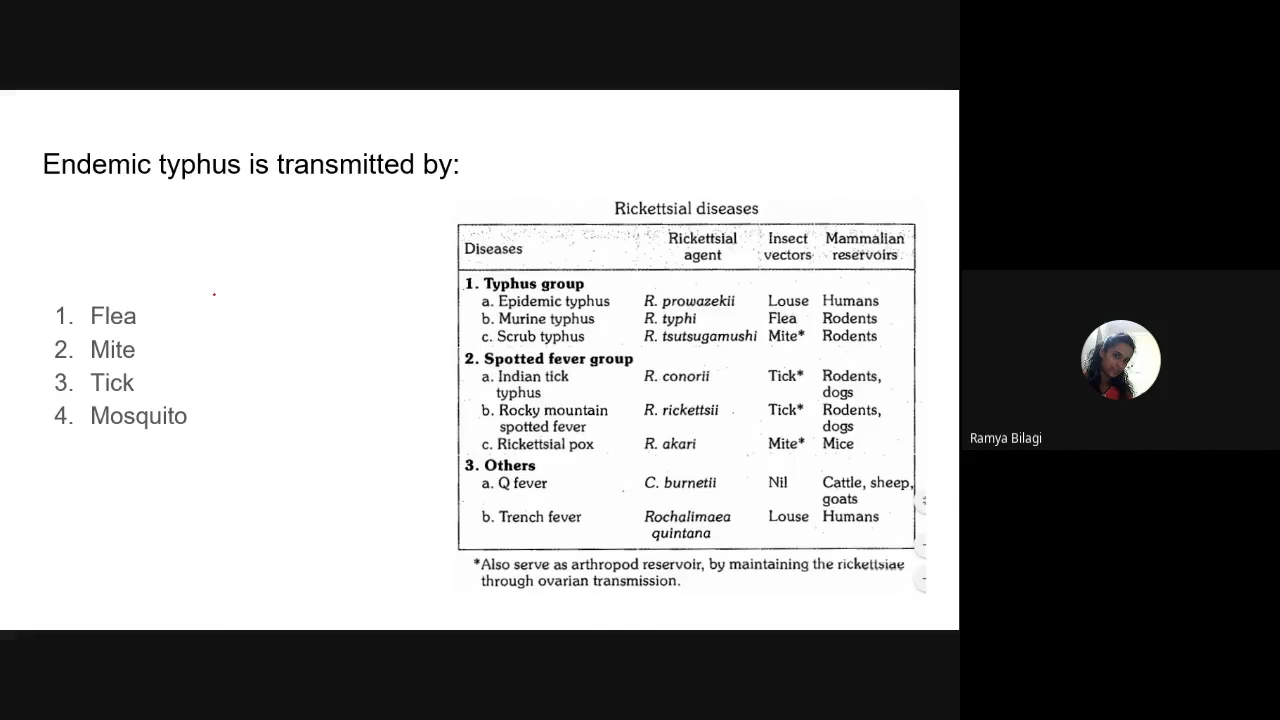 Endemic typhus is transmitted by:
1. Flea
2. Mite
3. Tick
4. Mosquito
Rickettsial diseases
Diseases Rickettsial agent Insect vectors Mammalian reservoirs
1. Typhus group
a. Epidemic typhus R. prowazekii Louse Humans
b. Murine typhus R. typhi Flea Rodents
c. Scrub typhus R. tsutsugamushi Mite* Rodents
2. Spotted fever group
a. Indian tick typhus R. conorii Tick* Rodents, dogs
b. Rocky mountain spotted fever R. rickettsii Tick* Rodents, dogs
c. Rickettsial pox R. akari Mite* Mice
3. Others
a. Q fever C. burnetii Nil Cattle, sheep, goats
b. Trench fever Rochalimaea quintana Louse Humans
*Also serve as arthropod reservoir, by maintaining the rickettsiae
through ovarian transmission.
Ramya Bilagi